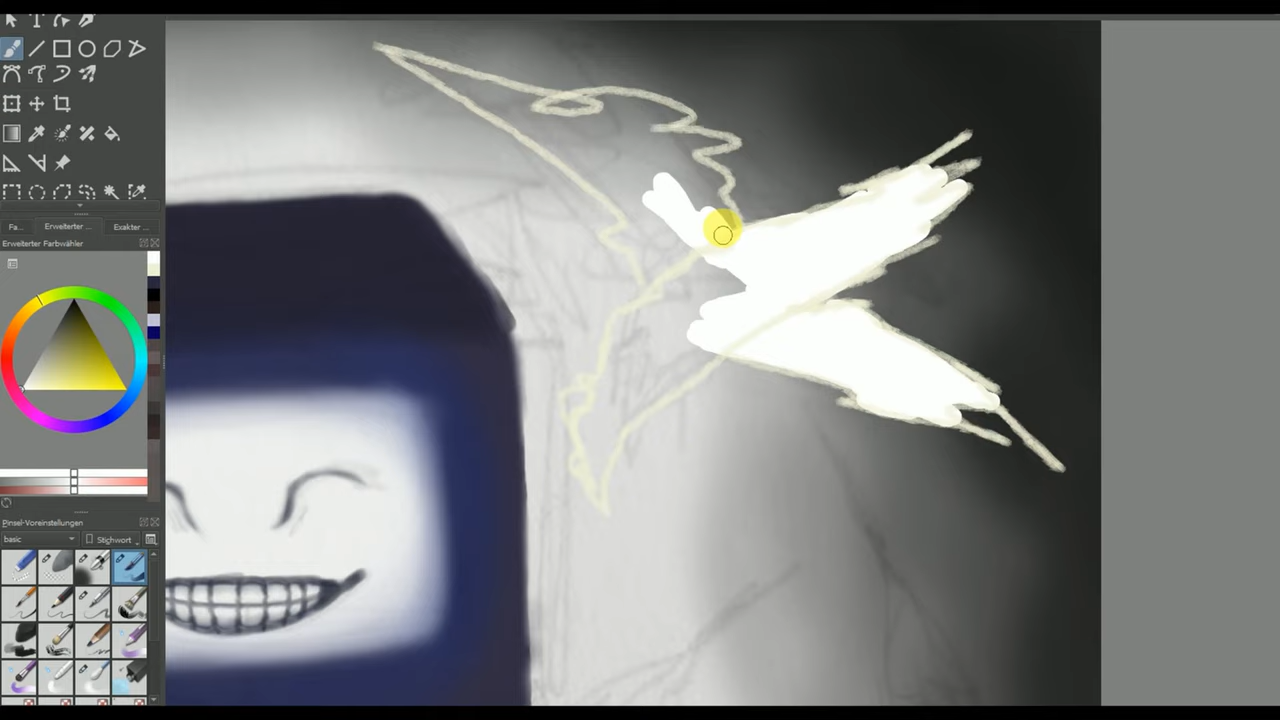 Fa...
Erweiterter ...
Exakter ...
Erweiterter Farbwähler
Pinsel-Voreinstellungen
basic
Stichwort